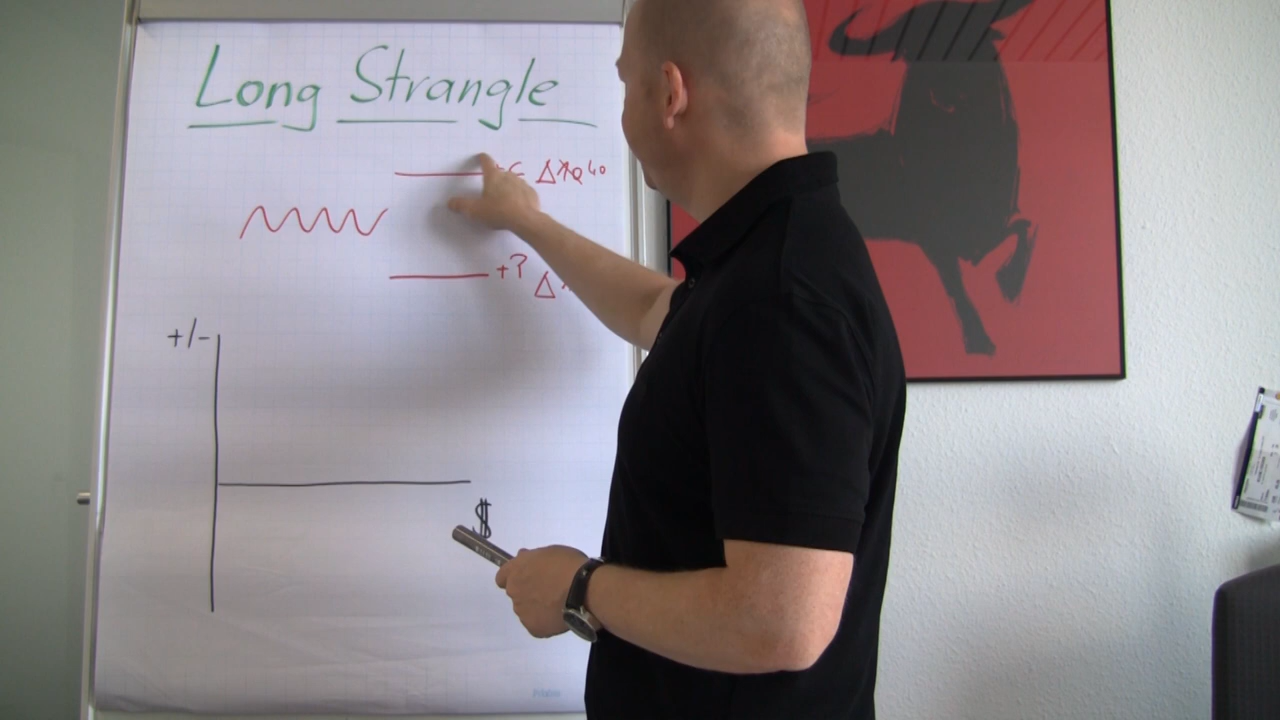 Long Strangle
+C Δ 40
+? Δ
+/-
$